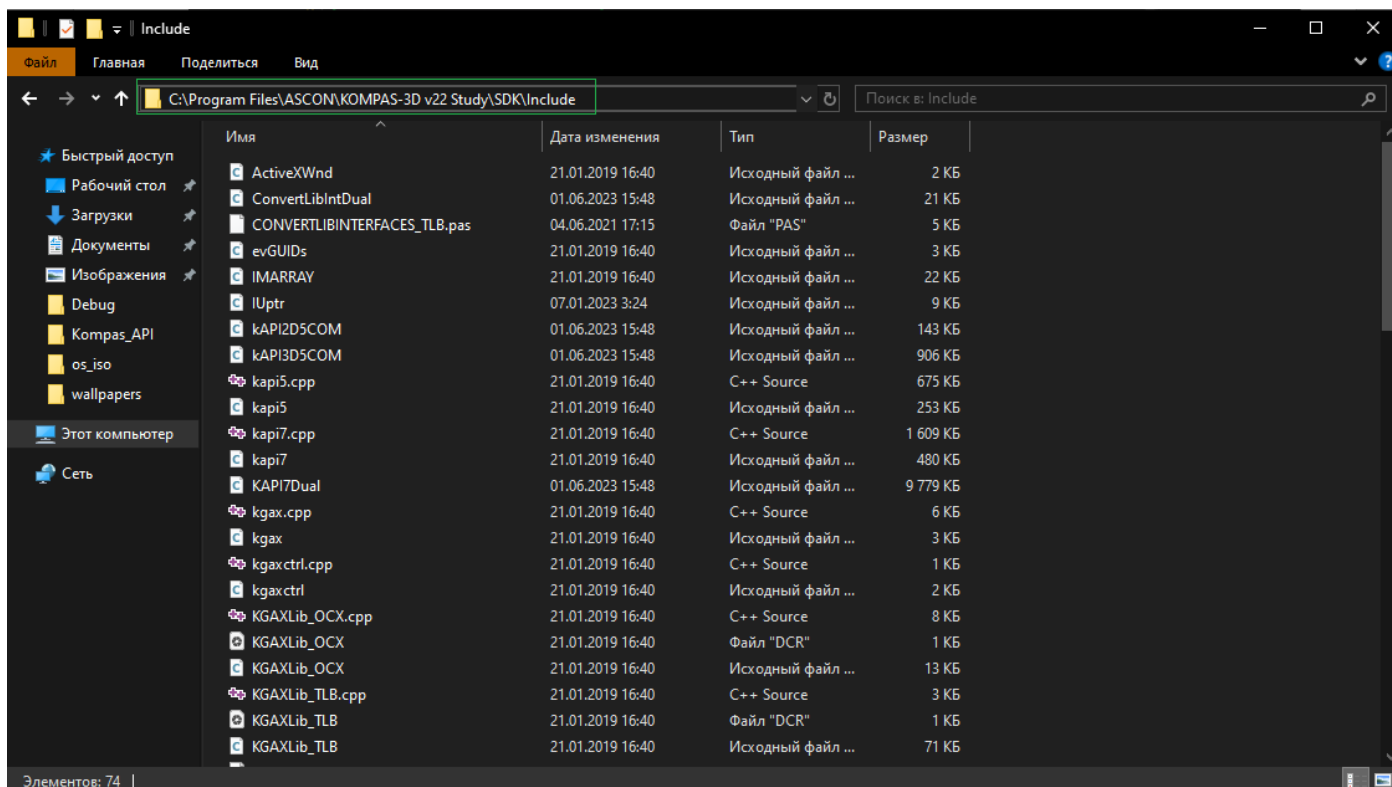 Include
Файл Главная Поделиться Вид
C:\Program Files\ASCON\KOMPAS-3D v22 Study\SDK\Include Поиск в: Include
Имя Дата изменения Тип Размер
Быстрый доступ
Рабочий стол
Загрузки
Документы
Изображения
Debug
Kompas_API
os_iso
wallpapers
Этот компьютер
Сеть
ActiveXWnd 21.01.2019 16:40 Исходный файл ... 2 КБ
ConvertLibIntDual 01.06.2023 15:48 Исходный файл ... 21 КБ
CONVERTLIBINTERFACES_TLB.pas 04.06.2021 17:15 Файл "PAS" 5 КБ
evGUIDs 21.01.2019 16:40 Исходный файл ... 3 КБ
IMARRAY 21.01.2019 16:40 Исходный файл ... 22 КБ
IUptr 07.01.2023 3:24 Исходный файл ... 9 КБ
kAPI2D5COM 01.06.2023 15:48 Исходный файл ... 143 КБ
kAPI3D5COM 01.06.2023 15:48 Исходный файл ... 906 КБ
kapi5.cpp 21.01.2019 16:40 C++ Source 675 КБ
kapi5 21.01.2019 16:40 Исходный файл ... 253 КБ
kapi7.cpp 21.01.2019 16:40 C++ Source 1 609 КБ
kapi7 21.01.2019 16:40 Исходный файл ... 480 КБ
KAPI7Dual 01.06.2023 15:48 Исходный файл ... 9 779 КБ
kgax.cpp 21.01.2019 16:40 C++ Source 6 КБ
kgax 21.01.2019 16:40 Исходный файл ... 3 КБ
kgaxctrl.cpp 21.01.2019 16:40 C++ Source 1 КБ
kgaxctrl 21.01.2019 16:40 Исходный файл ... 2 КБ
KGAXLib_OCX.cpp 21.01.2019 16:40 C++ Source 8 КБ
KGAXLib_OCX 21.01.2019 16:40 Файл "DCR" 1 КБ
KGAXLib_OCX 21.01.2019 16:40 Исходный файл ... 13 КБ
KGAXLib_TLB.cpp 21.01.2019 16:40 C++ Source 3 КБ
KGAXLib_TLB 21.01.2019 16:40 Файл "DCR" 1 КБ
KGAXLib_TLB 21.01.2019 16:40 Исходный файл ... 71 КБ
Элементов: 74